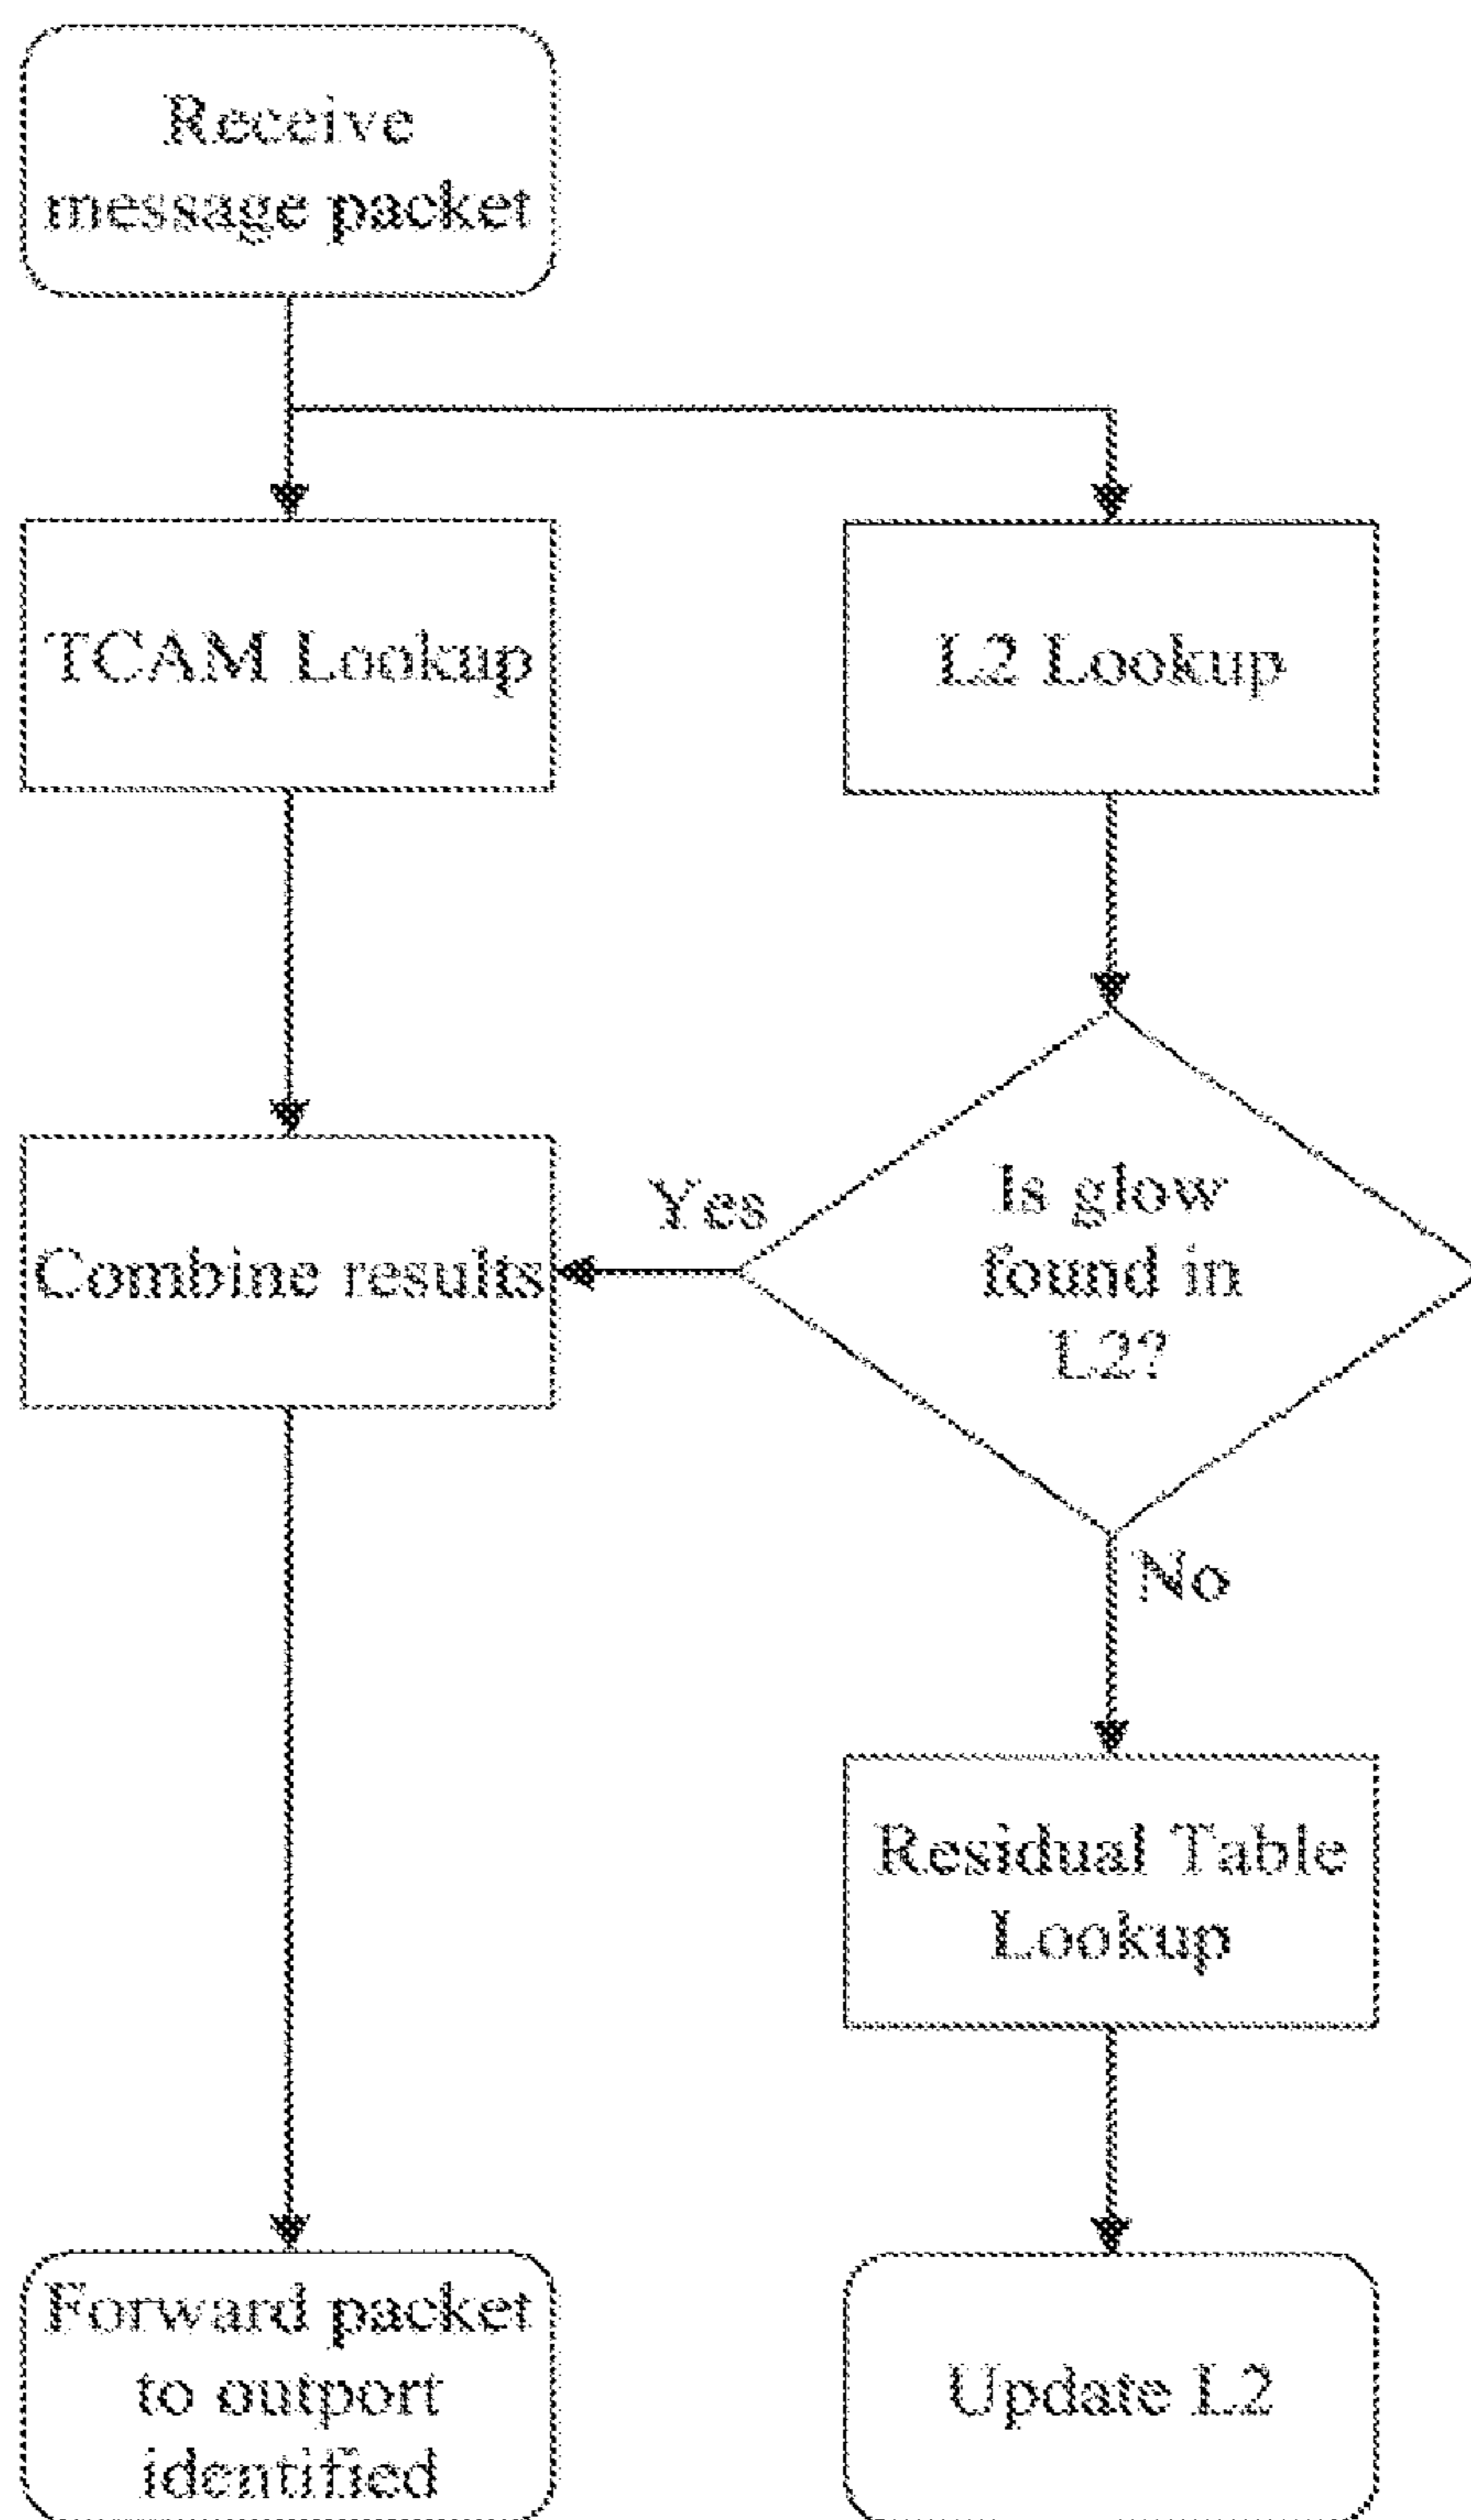 Receive
message packet
TCAM Lookup
L2 Lookup
Combine results
Yes
Is glow
found in
L2?
No
Residual Table
Lookup
Forward packet
to outport
identified
Update L2